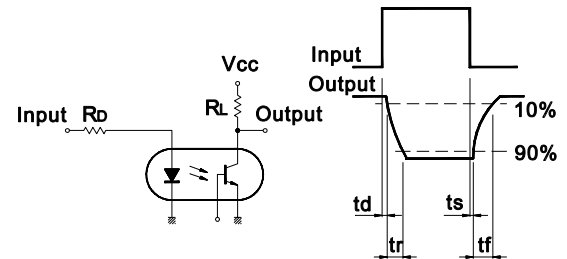 Input
RD
Vcc
RL
Output
Input
Output
10%
90%
td
ts
tr
tf